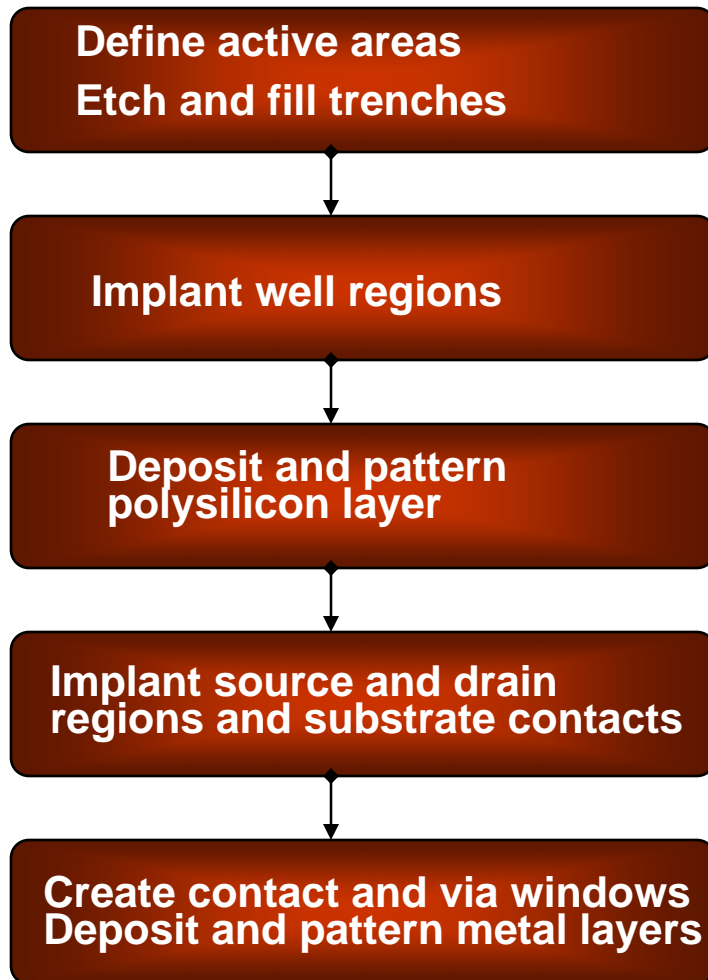 Define active areas
Etch and fill trenches
Implant well regions
Deposit and pattern
polysilicon layer
Implant source and drain
regions and substrate contacts
Create contact and via windows
Deposit and pattern metal layers